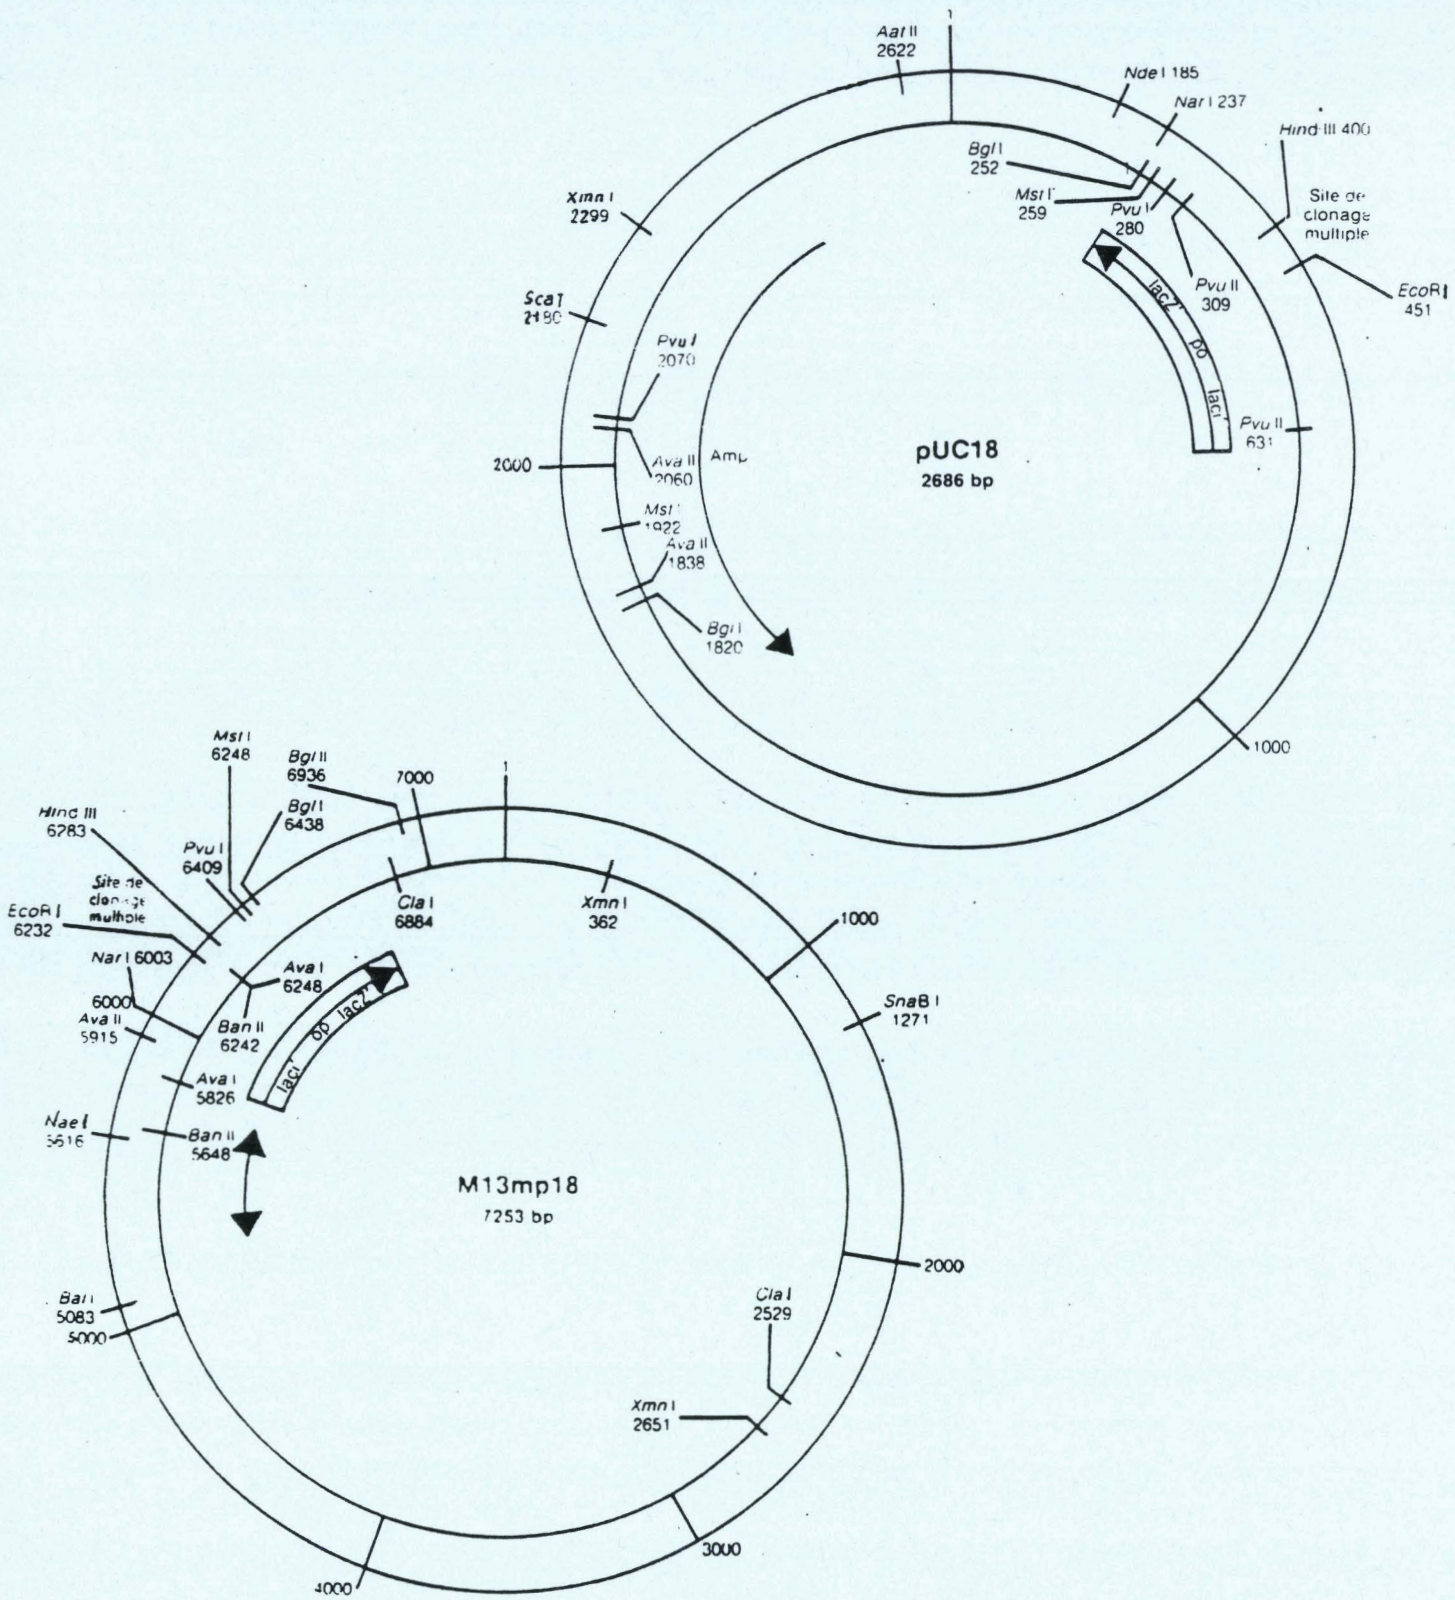 1
Aat II
2622
Nde I 185
Nar I 237
Hind III 400
Bgl I
252
Mst I
259
Pvu I
280
Site de
clonage
multiple
Xmn I
2299
Pvu II
309
EcoR I
451
Sca I
2180
lacZ'
po
lacI'
Pvu I
2070
Pvu II
631
pUC18
2686 bp
2000
Ava II
2060
Amp
Mst I
1922
Ava II
1838
Bgl I
1820
1000
Mst I
6248
Bgl II
6936
7000
1
Hind III
6283
Bgl I
6438
Pvu I
6409
Site de
clonage
multiple
EcoR I
6232
Cla I
6884
Xmn I
362
1000
Nar I 6003
Ava I
6248
6000
Ava II
5915
Ban II
6242
lacI' op lacZ'
SnaB I
1271
Ava I
5826
Nae I
5616
Ban II
5648
M13mp18
7253 bp
2000
Bal I
5083
5000
Cla I
2529
Xmn I
2651
3000
4000